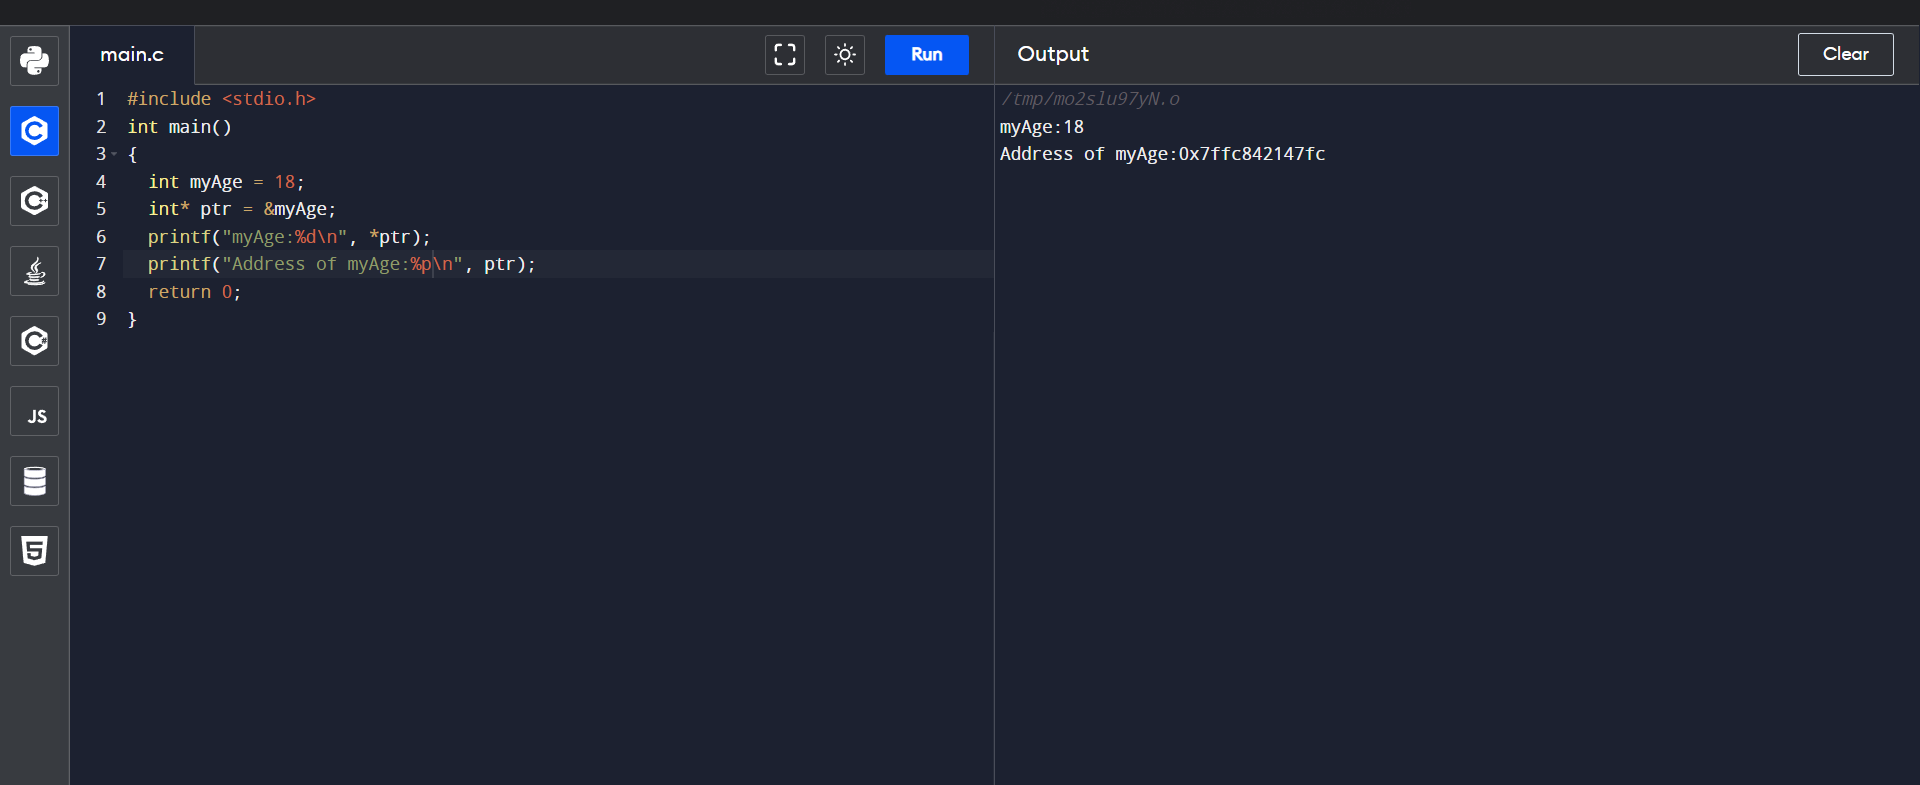 main.c
Run
Output
Clear
1 #include <stdio.h>
2 int main()
3 {
4   int myAge = 18;
5   int* ptr = &myAge;
6   printf("myAge:%d\n", *ptr);
7   printf("Address of myAge:%p\n", ptr);
8   return 0;
9 }
/tmp/mo2slu97yN.o
myAge:18
Address of myAge:0x7ffc842147fc
C
C++
C#
JS
5